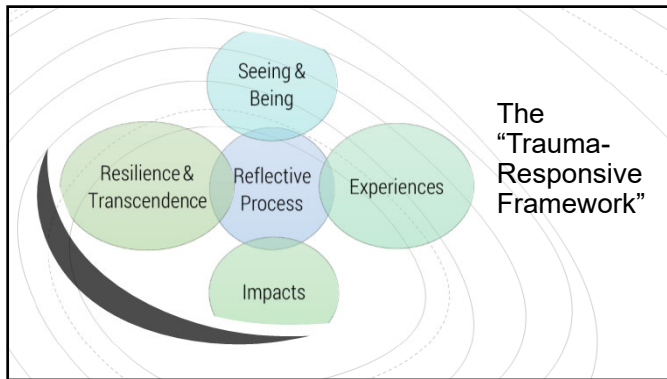 Seeing &
Being
Resilience &
Transcendence
Reflective
Process
Experiences
Impacts
The
“Trauma-
Responsive
Framework”